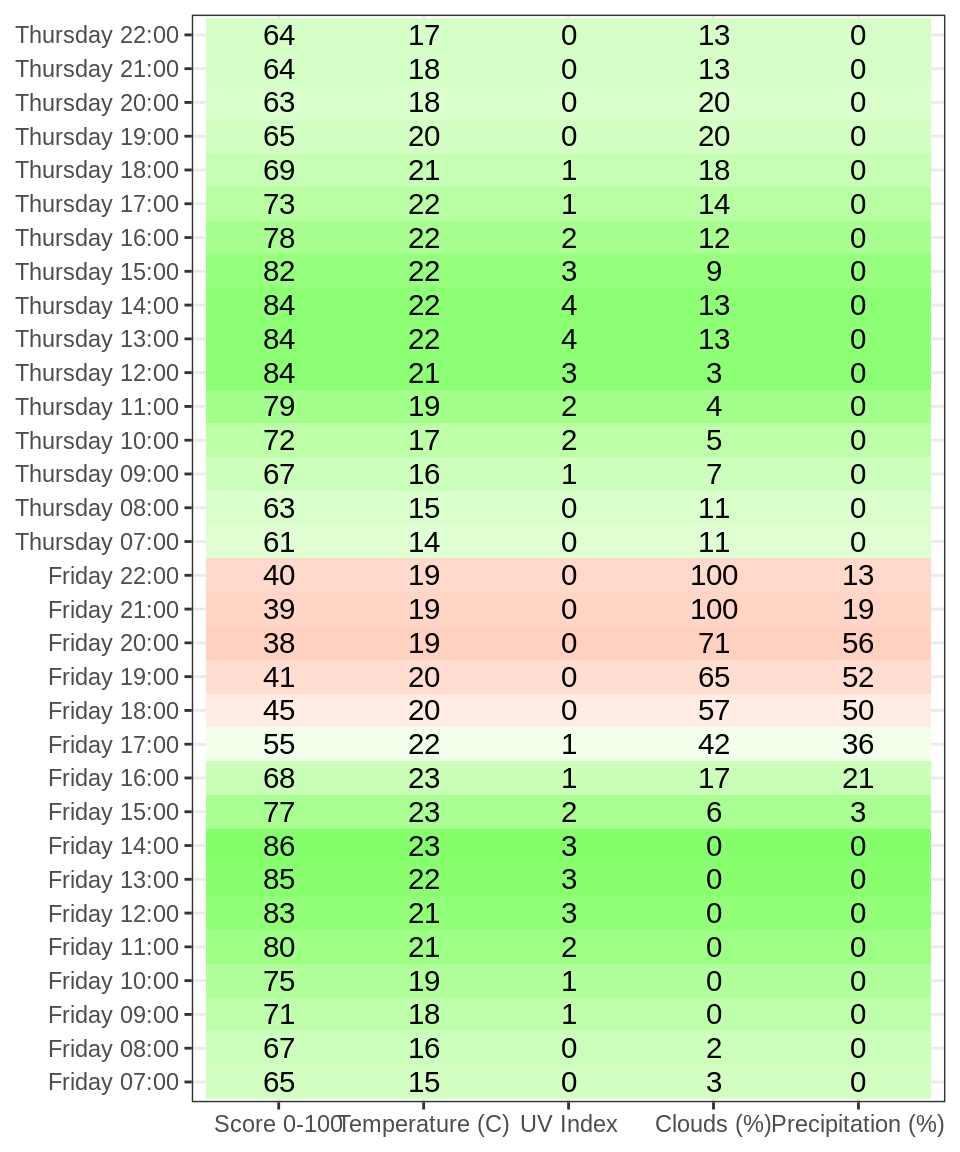 Thursday 22:00 64 17 0 13 0
Thursday 21:00 64 18 0 13 0
Thursday 20:00 63 18 0 20 0
Thursday 19:00 65 20 0 20 0
Thursday 18:00 69 21 1 18 0
Thursday 17:00 73 22 1 14 0
Thursday 16:00 78 22 2 12 0
Thursday 15:00 82 22 3 9 0
Thursday 14:00 84 22 4 13 0
Thursday 13:00 84 22 4 13 0
Thursday 12:00 84 21 3 3 0
Thursday 11:00 79 19 2 4 0
Thursday 10:00 72 17 2 5 0
Thursday 09:00 67 16 1 7 0
Thursday 08:00 63 15 0 11 0
Thursday 07:00 61 14 0 11 0
Friday 22:00 40 19 0 100 13
Friday 21:00 39 19 0 100 19
Friday 20:00 38 19 0 71 56
Friday 19:00 41 20 0 65 52
Friday 18:00 45 20 0 57 50
Friday 17:00 55 22 1 42 36
Friday 16:00 68 23 1 17 21
Friday 15:00 77 23 2 6 3
Friday 14:00 86 23 3 0 0
Friday 13:00 85 22 3 0 0
Friday 12:00 83 21 3 0 0
Friday 11:00 80 21 2 0 0
Friday 10:00 75 19 1 0 0
Friday 09:00 71 18 1 0 0
Friday 08:00 67 16 0 2 0
Friday 07:00 65 15 0 3 0
Score 0-100 Temperature (C) UV Index Clouds (%) Precipitation (%)